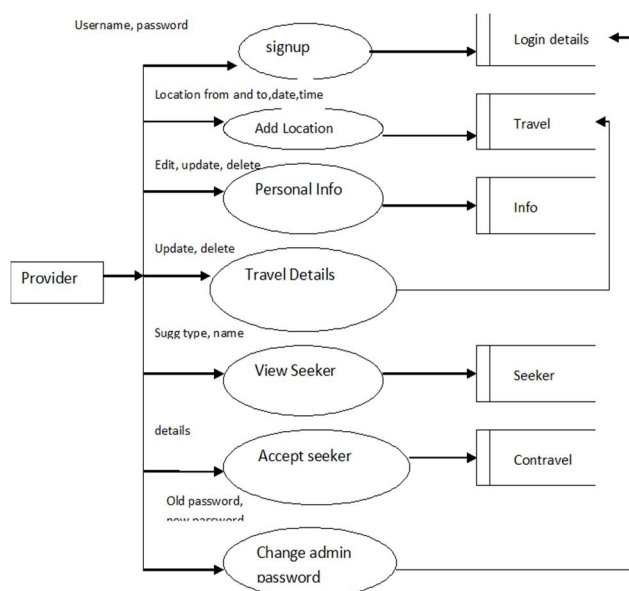 Username, password
signup
Login details
Location from and to,date,time
Add Location
Travel
Edit, update, delete
Personal Info
Info
Update, delete
Provider
Travel Details
Sugg type, name
View Seeker
Seeker
details
Accept seeker
Contravel
Old password,
new password
Change admin
password